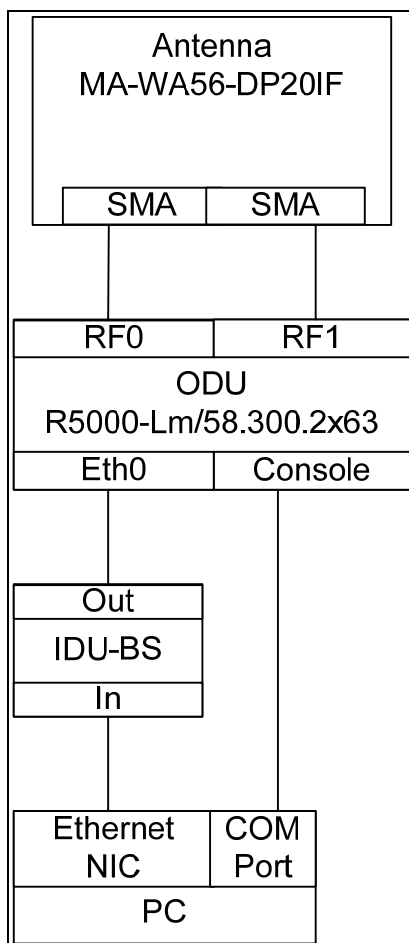 Antenna
MA-WA56-DP20IF
SMA SMA
RF0 RF1
ODU
R5000-Lm/58.300.2x63
Eth0 Console
Out
IDU-BS
In
Ethernet COM
NIC Port
PC